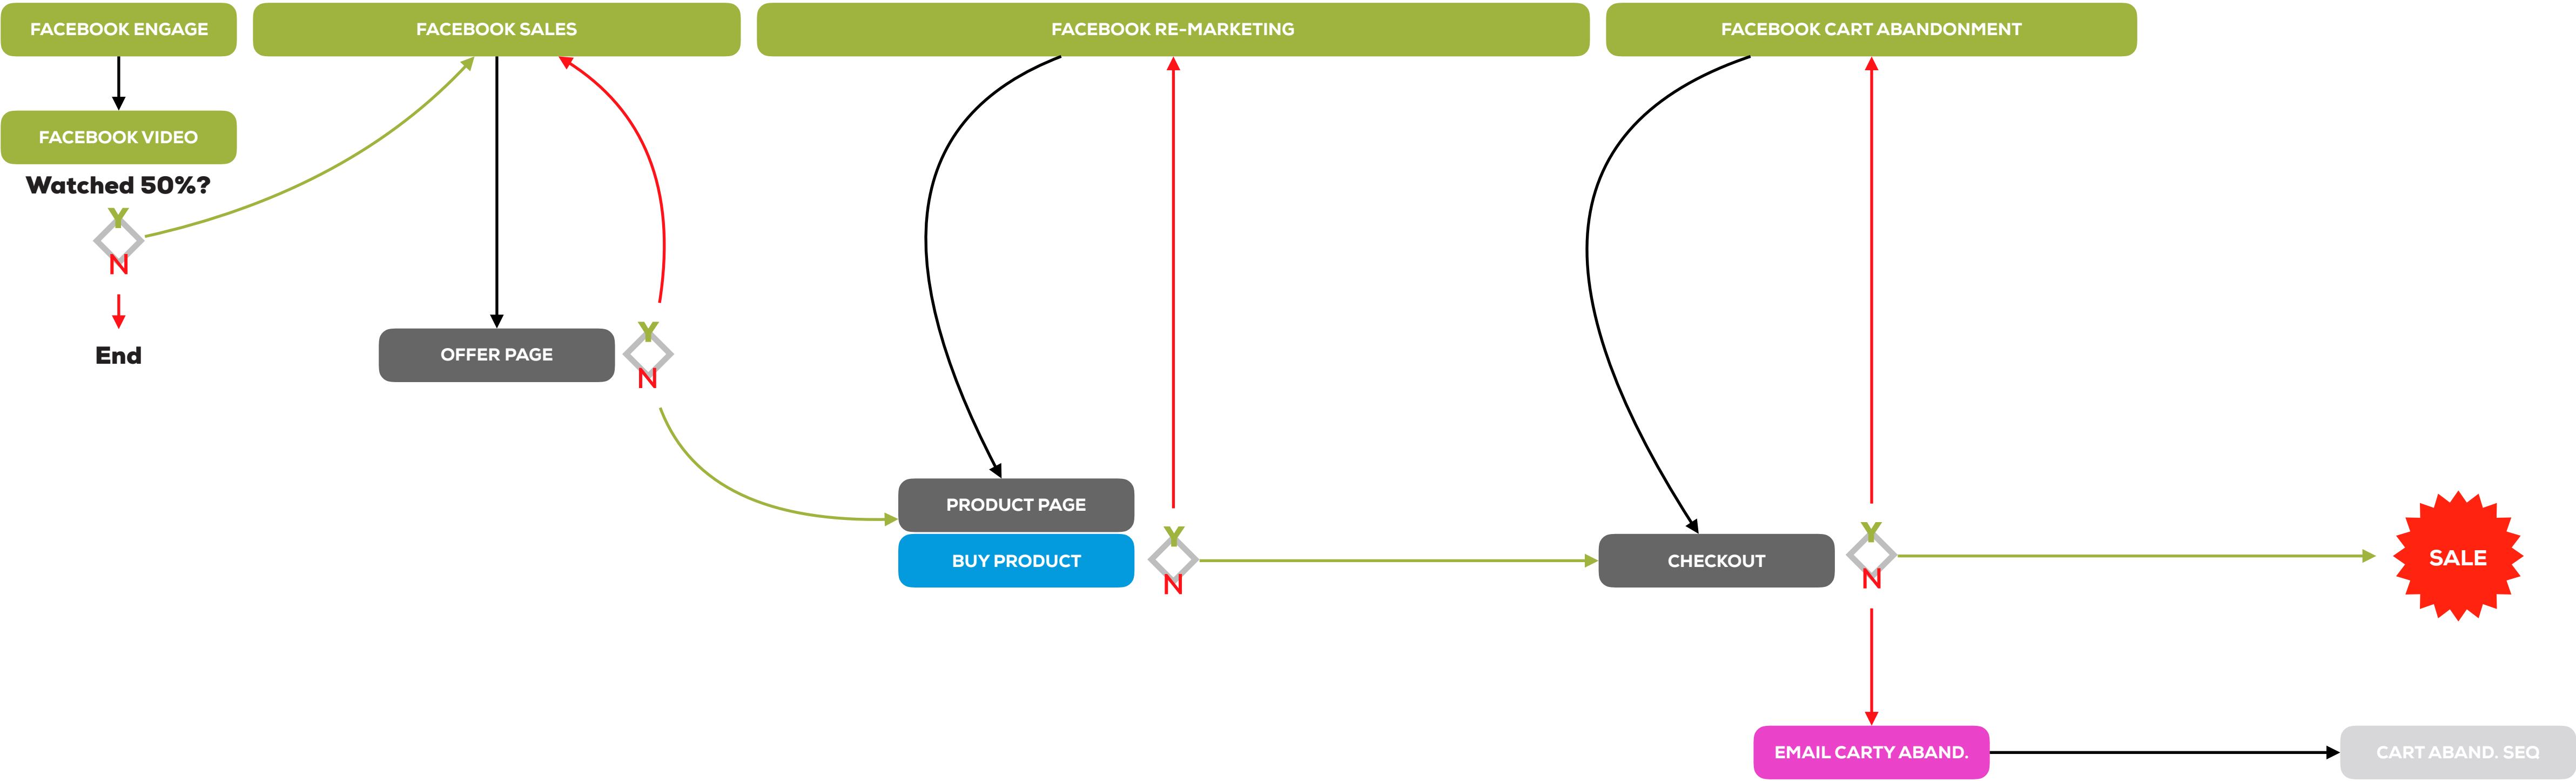 FACEBOOK ENGAGE
FACEBOOK SALES
FACEBOOK RE-MARKETING
FACEBOOK CART ABANDONMENT
FACEBOOK VIDEO
Watched 50%?
Y
N
End
OFFER PAGE
Y
N
PRODUCT PAGE
BUY PRODUCT
Y
N
CHECKOUT
Y
N
SALE
EMAIL CARTY ABAND.
CART ABAND. SEQ